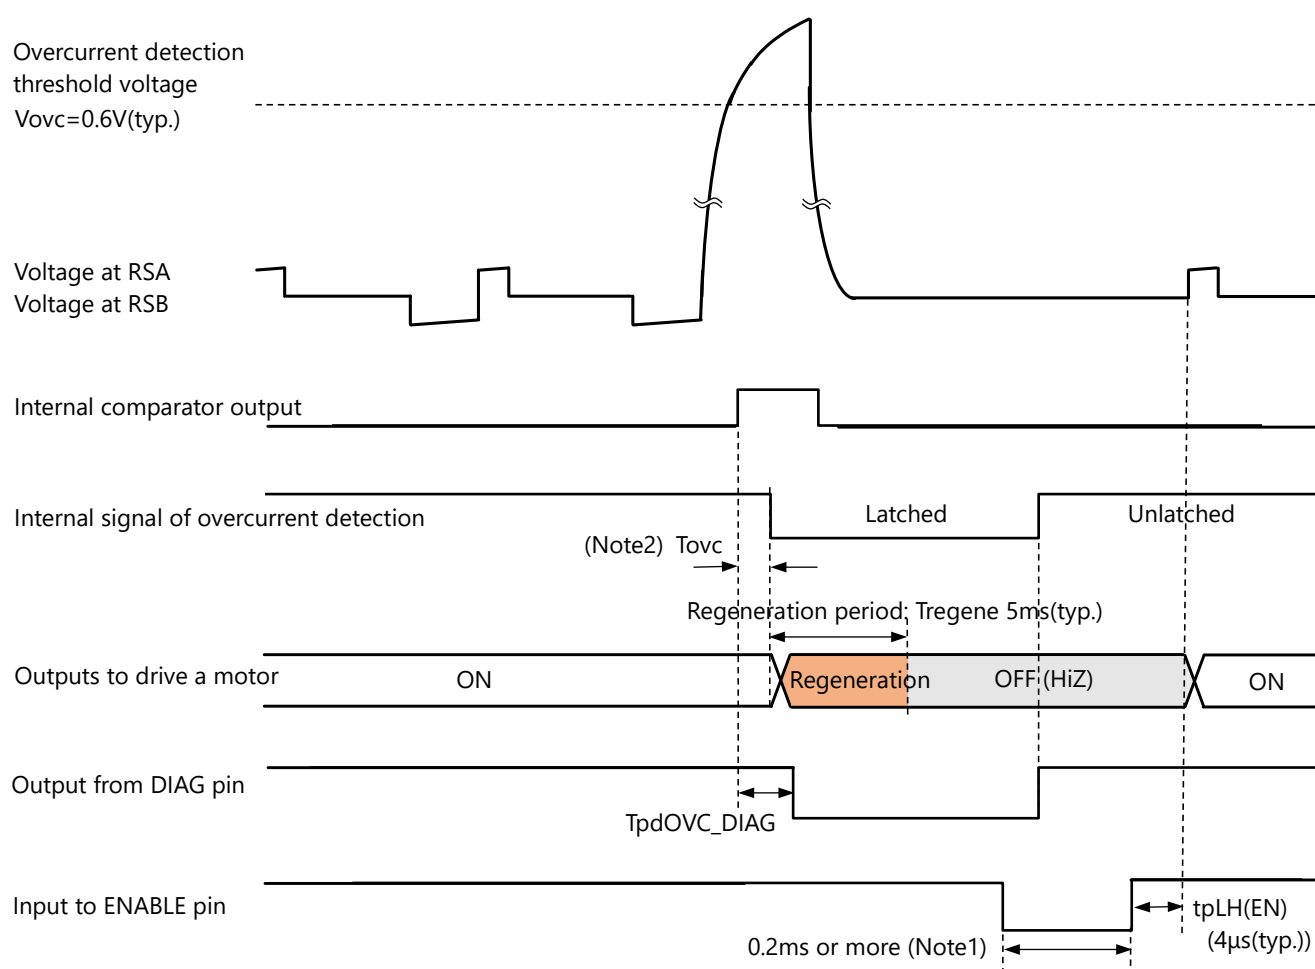 Overcurrent detection
threshold voltage
Vovc=0.6V(typ.)
Voltage at RSA
Voltage at RSB
Internal comparator output
Internal signal of overcurrent detection
Latched
Unlatched
(Note2) Tovc
Regeneration period: Tregene 5ms(typ.)
Outputs to drive a motor
ON
Regeneration
OFF (HiZ)
ON
Output from DIAG pin
TpdOVC_DIAG
Input to ENABLE pin
tpLH(EN)
(4μs(typ.))
0.2ms or more (Note1)